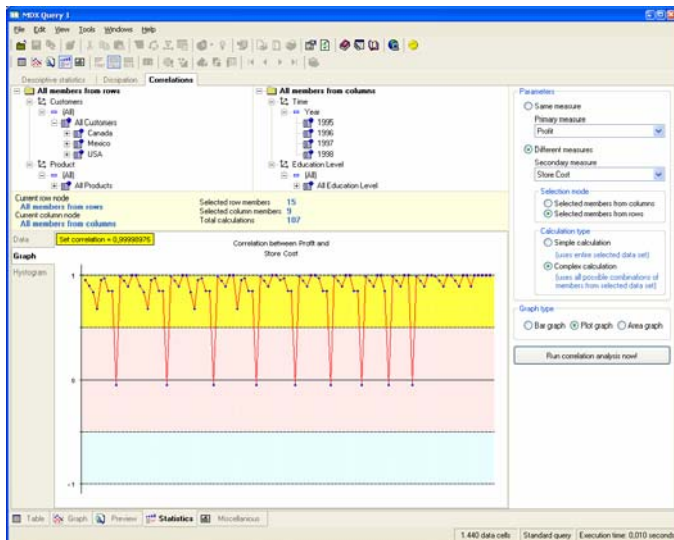 MDX Query 1
File Edit View Tools Windows Help
Descriptive statistics Dissipation Correlations
All members from rows
Customers
(All)
All Customers
Canada
Mexico
USA
Product
(All)
All Products
All members from columns
Time
Year
1995
1996
1997
1998
Education Level
(All)
All Education Level
Current row node
All members from rows
Current column node
All members from columns
Selected row members 15
Selected column members 9
Total calculations 107
Data
Graph
Hystogram
Set correlation = 0,99998976
Correlation between Profit and
Store Cost
1
0
-1
Parameters
Same measure
Primary measure
Profit
Different measures
Secondary measure
Store Cost
Selection mode
Selected members from columns
Selected members from rows
Calculation type
Simple calculation
(uses entire selected data set)
Complex calculation
(uses all possible combinations of
members from selected data set)
Graph type
Bar graph Plot graph Area graph
Run correlation analysis now!
Table Graph Preview Statistics Miscellanious
1.440 data cells Standard query Execution time: 0,010 seconds